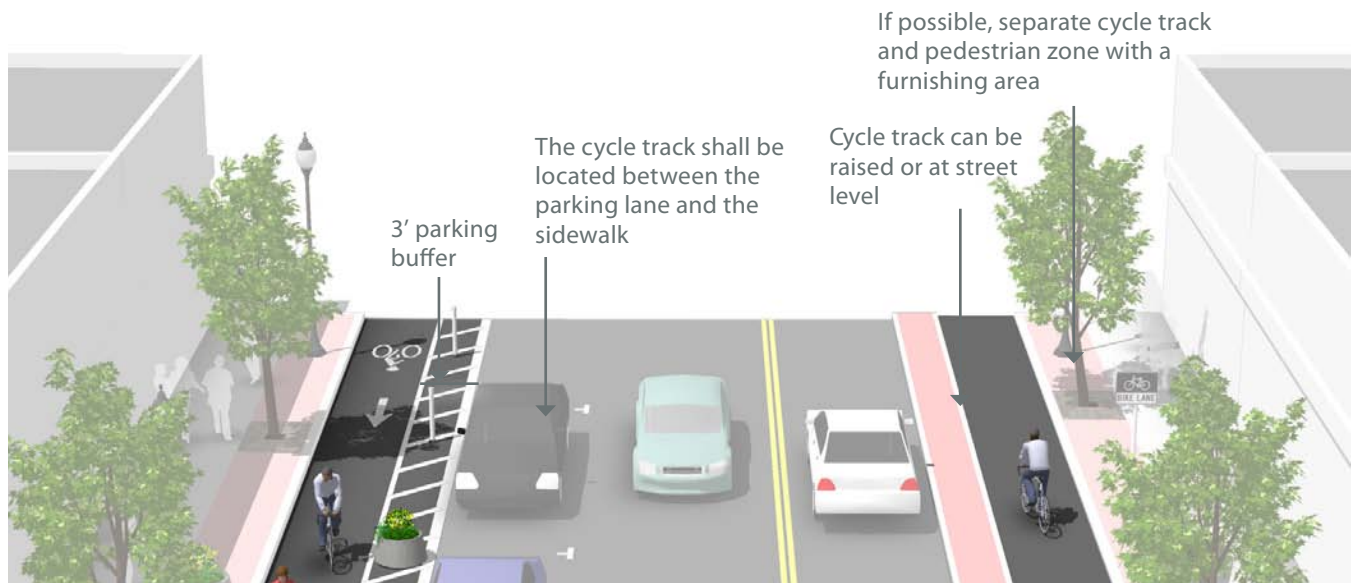 If possible, separate cycle track
and pedestrian zone with a
furnishing area
The cycle track shall be
located between the
parking lane and the
sidewalk
Cycle track can be
raised or at street
level
3’ parking
buffer
BIKE LANE